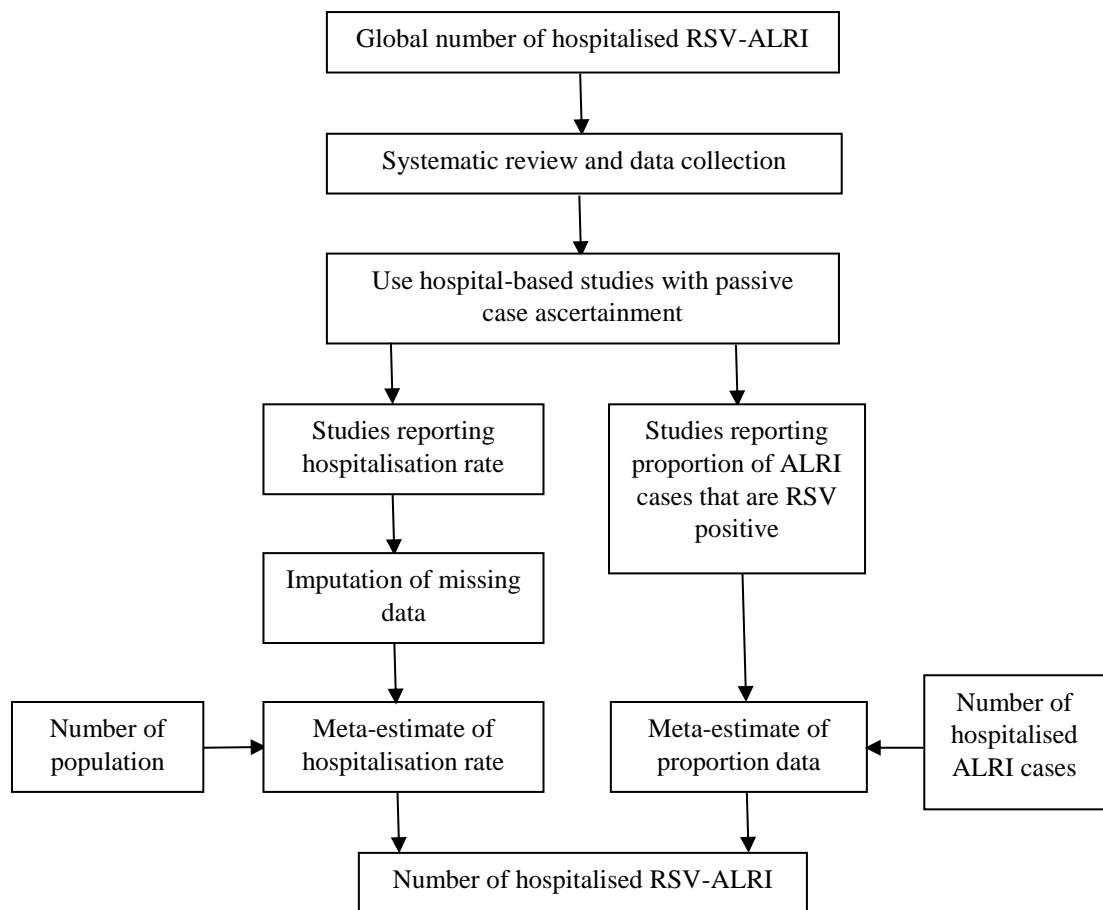 Global number of hospitalised RSV-ALRI
Systematic review and data collection
Use hospital-based studies with passive
case ascertainment
Studies reporting
hospitalisation rate
Studies reporting
proportion of ALRI
cases that are RSV
positive
Imputation of missing
data
Number of
population
Meta-estimate of
hospitalisation rate
Meta-estimate of
proportion data
Number of
hospitalised
ALRI cases
Number of hospitalised RSV-ALRI